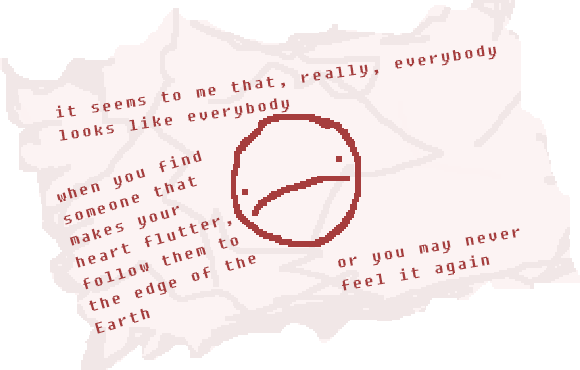 it seems to me that, really, everybody
looks like everybody
when you find
someone that
makes your
heart flutter,
follow them to
the edge of the
Earth
or you may never
feel it again